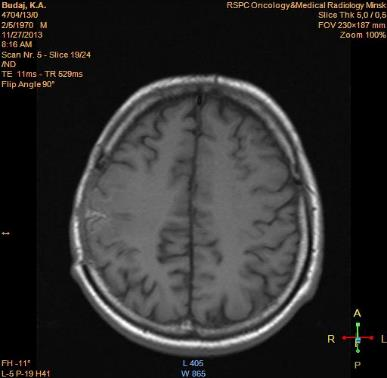 Budaj, K.A.
4704/13/0
2/5/1970 M
11/27/2013
8:16 AM
Scan Nr. 5 - Slice 19/24
/ND
TE 11ms - TR 529ms
Flip Angle 90°
RSPC Oncology&Medical Radiology Minsk
Slice Thk 5,0 / 0,5
FOV 230×187 mm
Zoom 100%
A
R L
F
P
FH -11°
L-5 P-19 H41
L 405
W 865